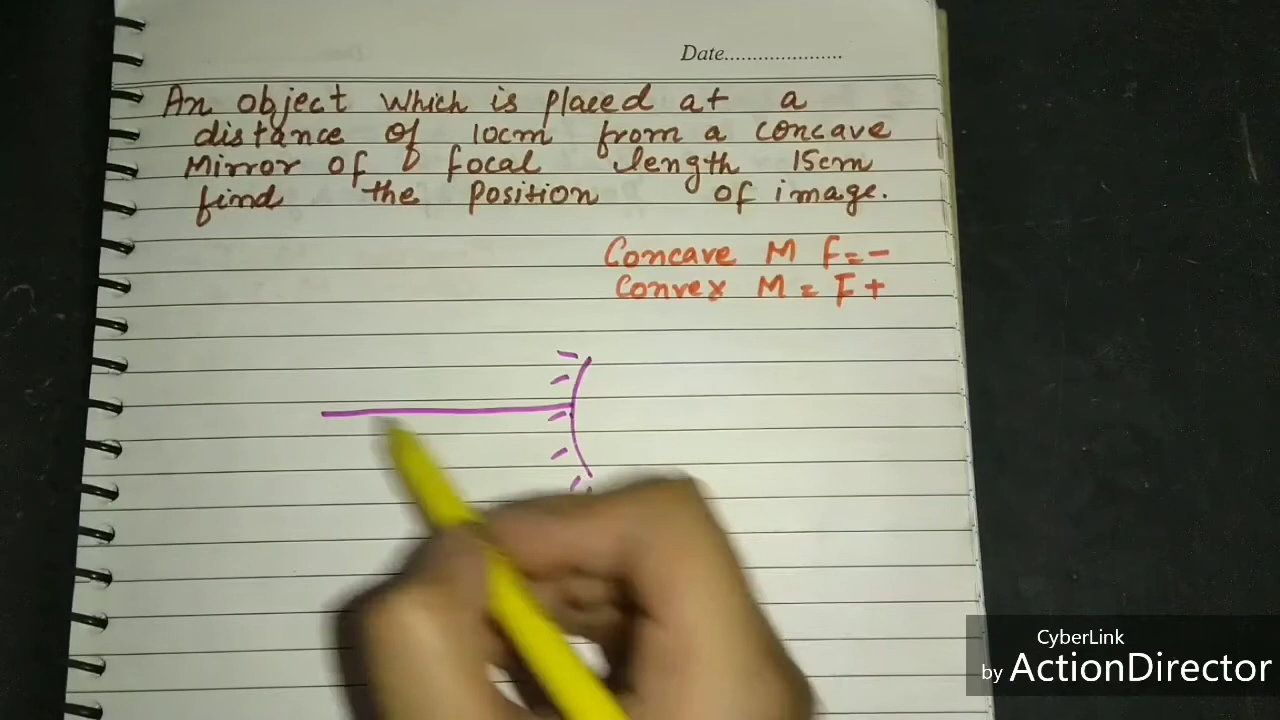 Date.....................
An object which is placed at a
distance of 10cm from a concave
Mirror of focal length 15cm
find the position of image.
Concave M F = -
Convex M = F +
CyberLink
by ActionDirector